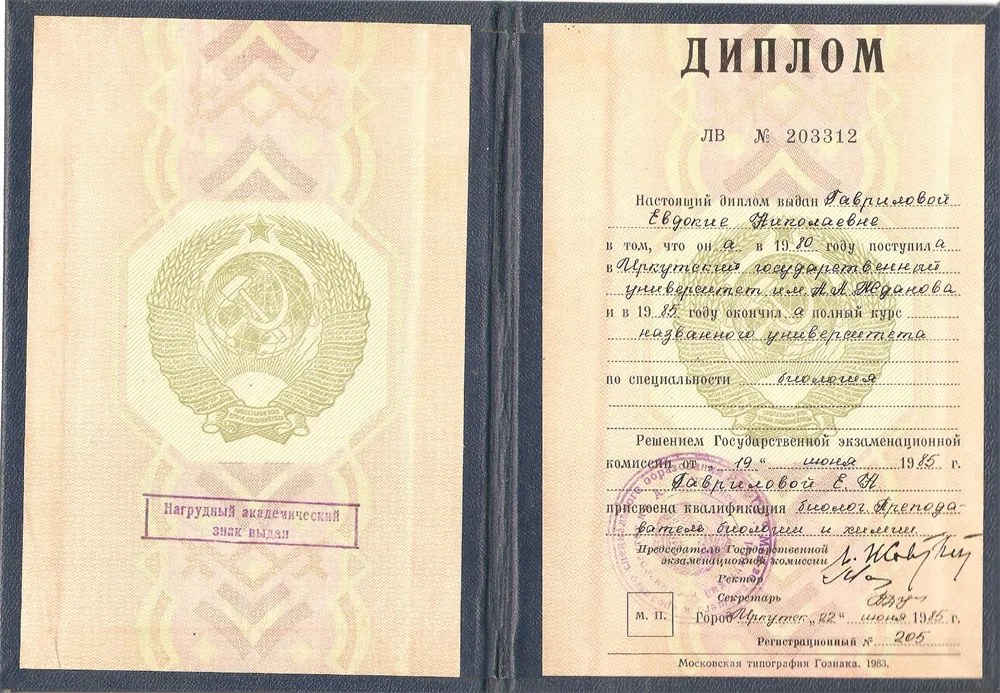 Нагрудный академический
знак выдан
ДИПЛОМ
ЛВ № 203312
Настоящий диплом выдан Гавриловой
Евдокие Николаевне
в том, что он а в 1980 году поступил а
в Иркутский государственный
университет им А.А Жданова
и в 1985 году окончил а полный курс
названного университета
по специальности биология
Решением Государственной экзаменационной
комиссии от „19“ июня 1985 г.
Гавриловой Е. Н
присвоена квалификация биолог. Препода-
ватель биологии и химии
Председатель Государственной
экзаменационной комиссии
Ректор
Секретарь
М. П. Город Иркутск „22“ июня 1985 г.
Регистрационный № 205
Московская типография Гознака. 1983.